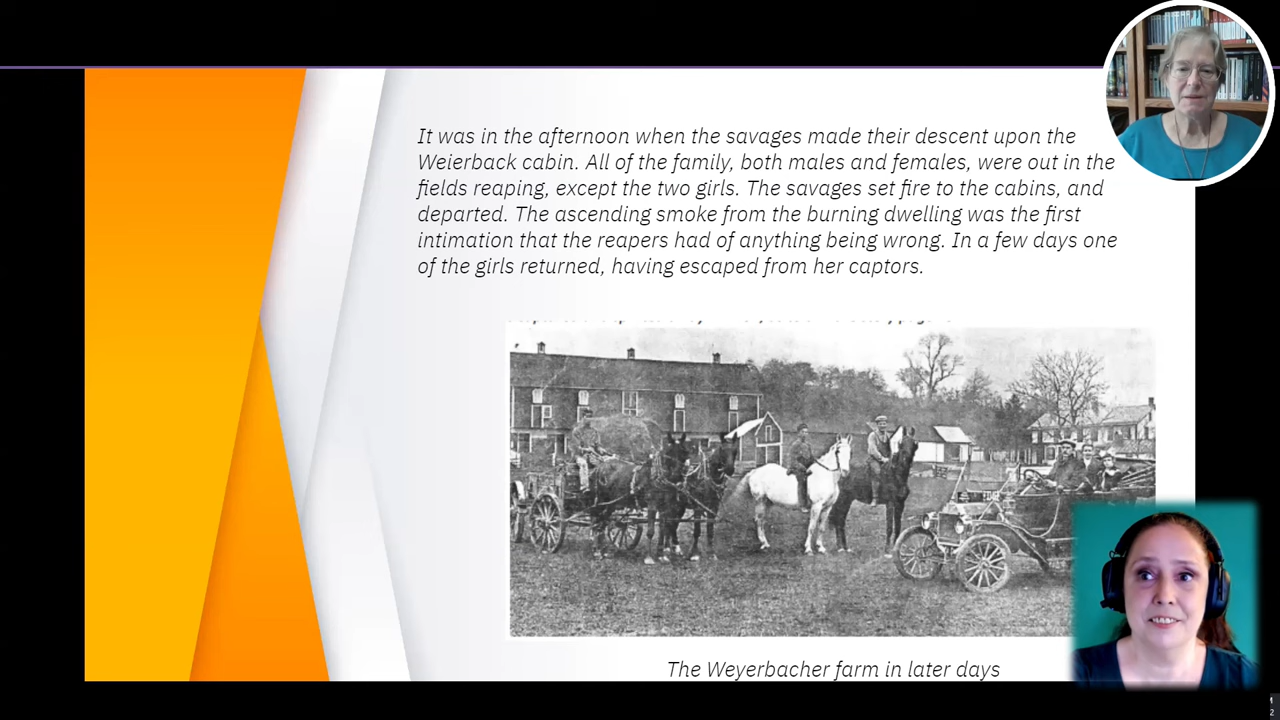 It was in the afternoon when the savages made their descent upon the
Weierback cabin. All of the family, both males and females, were out in the
fields reaping, except the two girls. The savages set fire to the cabins, and
departed. The ascending smoke from the burning dwelling was the first
intimation that the reapers had of anything being wrong. In a few days one
of the girls returned, having escaped from her captors.
The Weyerbacher farm in later days